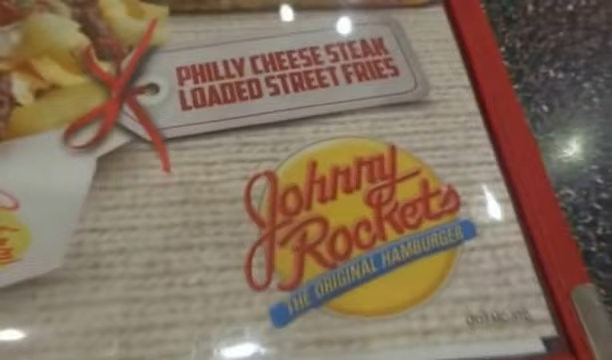 PHILLY CHEESE STEAK
LOADED STREET FRIES
Johnny
Rockets
THE ORIGINAL HAMBURGER